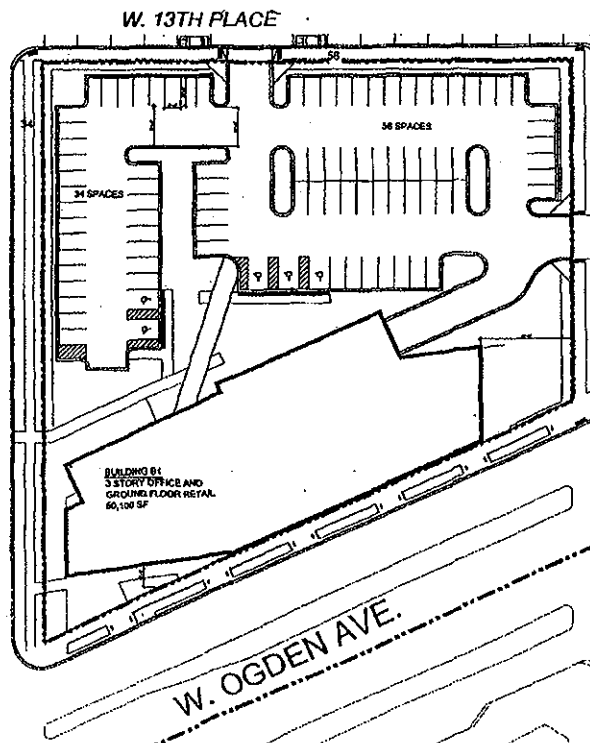 W. 13TH PLACE
58
34
56 SPACES
34 SPACES
BUILDING B1
3 STORY OFFICE AND
GROUND FLOOR RETAIL
60,100 SF
W. OGDEN AVE.